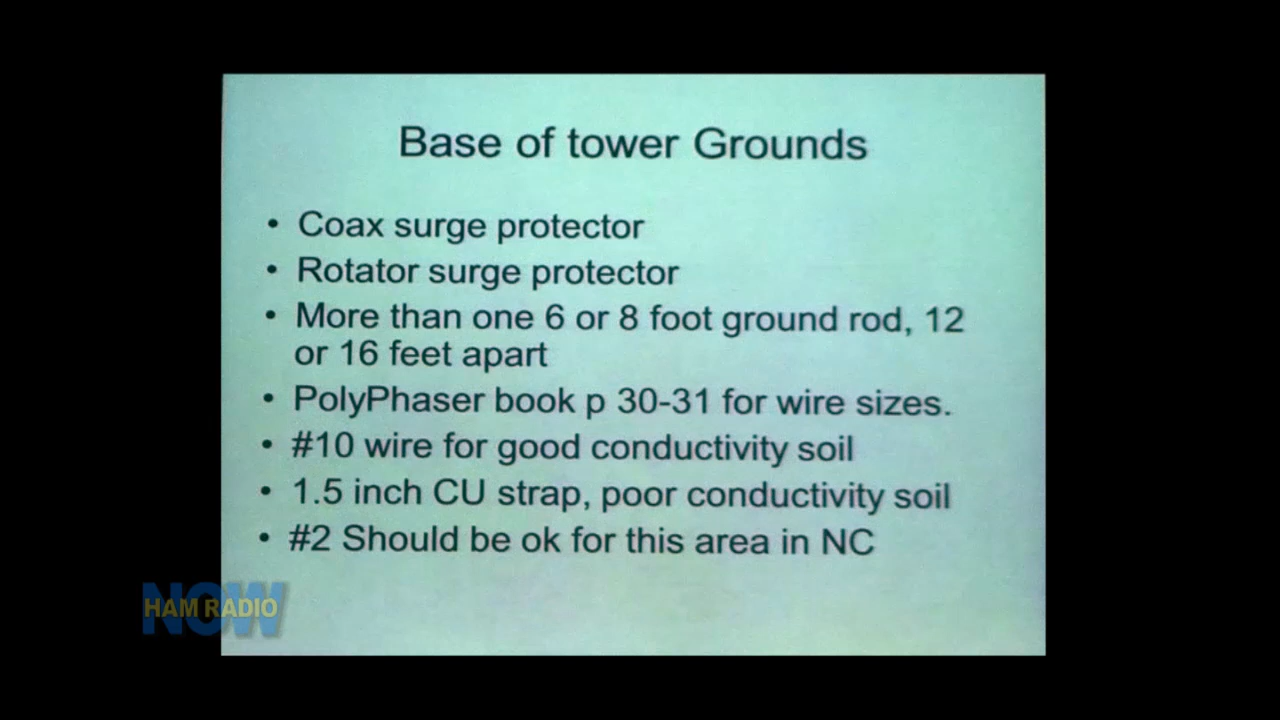 Base of tower Grounds
• Coax surge protector
• Rotator surge protector
• More than one 6 or 8 foot ground rod, 12
or 16 feet apart
• PolyPhaser book p 30-31 for wire sizes.
• #10 wire for good conductivity soil
• 1.5 inch CU strap, poor conductivity soil
• #2 Should be ok for this area in NC
NOW
HAM RADIO